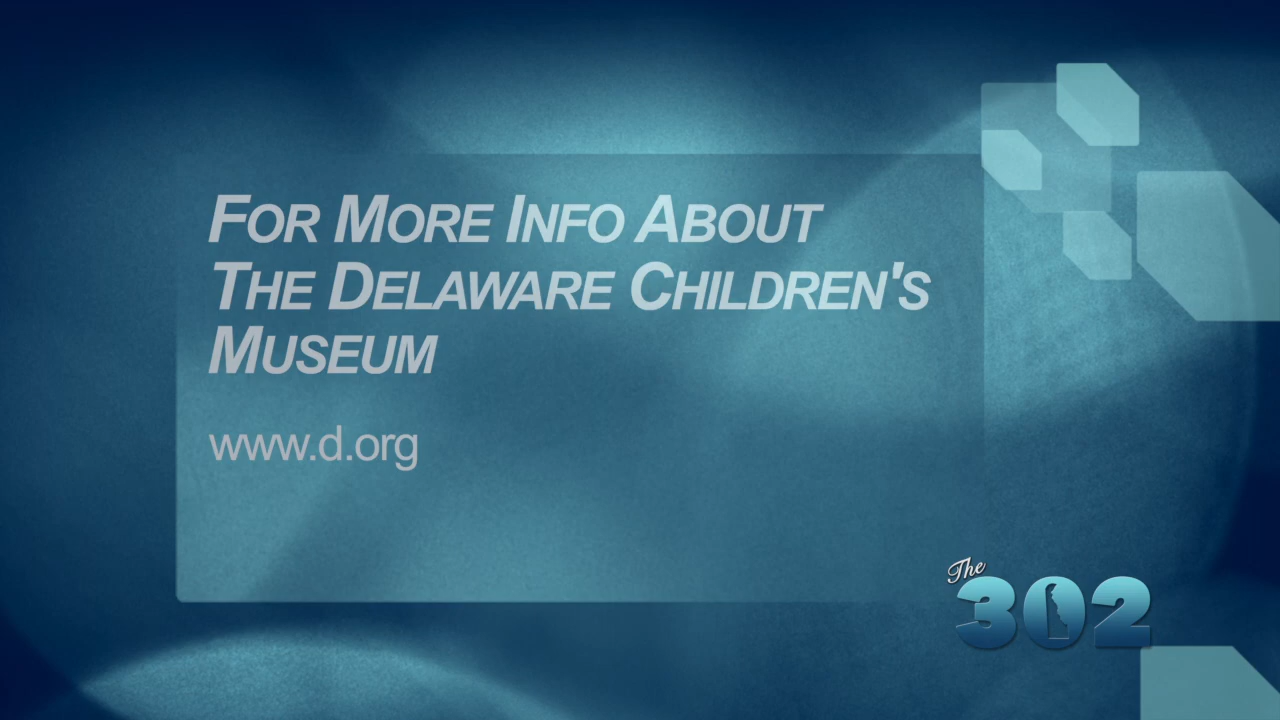 For More Info About
The Delaware Children's
Museum
www.d.org
The
302